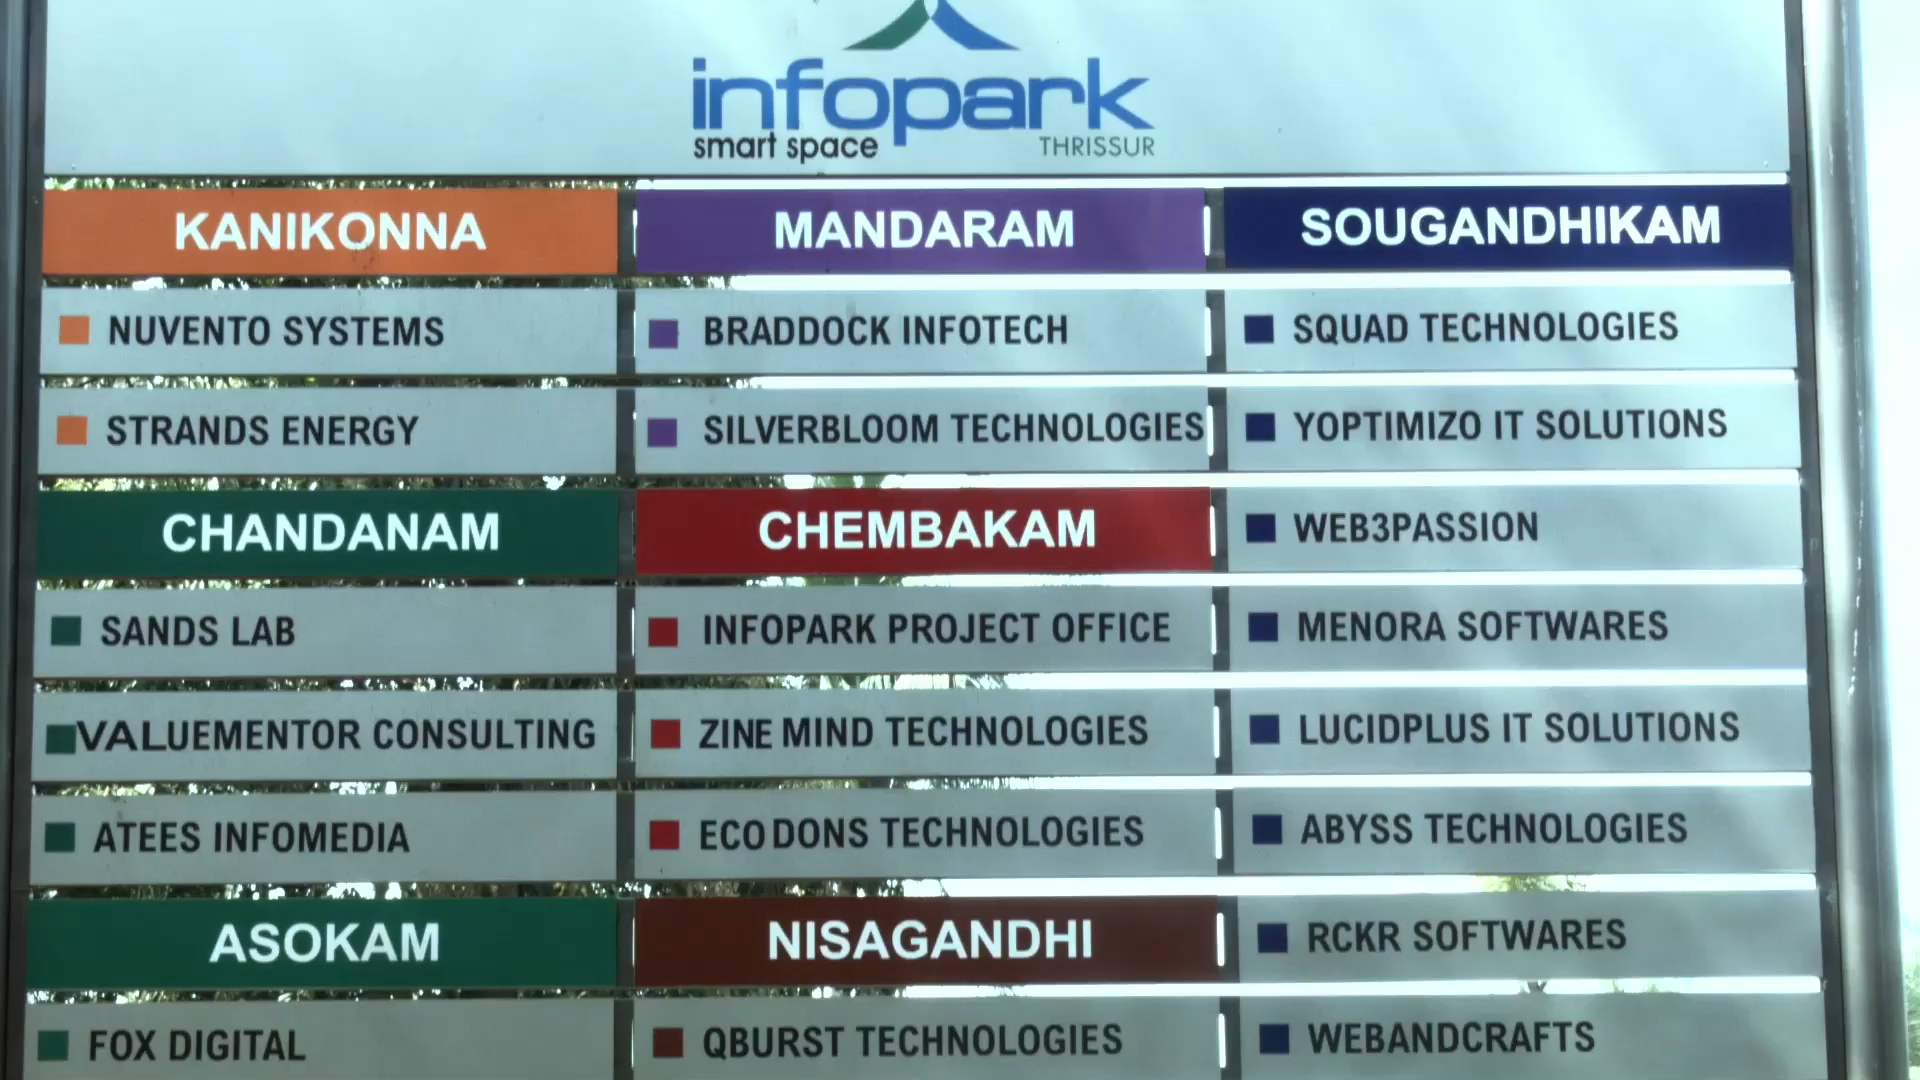 infopark
smart space THRISSUR
KANIKONNA
NUVENTO SYSTEMS
STRANDS ENERGY
CHANDANAM
SANDS LAB
VALUEMENTOR CONSULTING
ATEES INFOMEDIA
ASOKAM
FOX DIGITAL
MANDARAM
BRADDOCK INFOTECH
SILVERBLOOM TECHNOLOGIES
CHEMBAKAM
INFOPARK PROJECT OFFICE
ZINE MIND TECHNOLOGIES
ECO DONS TECHNOLOGIES
NISAGANDHI
QBURST TECHNOLOGIES
SOUGANDHIKAM
SQUAD TECHNOLOGIES
YOPTIMIZO IT SOLUTIONS
WEB3PASSION
MENORA SOFTWARES
LUCIDPLUS IT SOLUTIONS
ABYSS TECHNOLOGIES
RCKR SOFTWARES
WEBANDCRAFTS